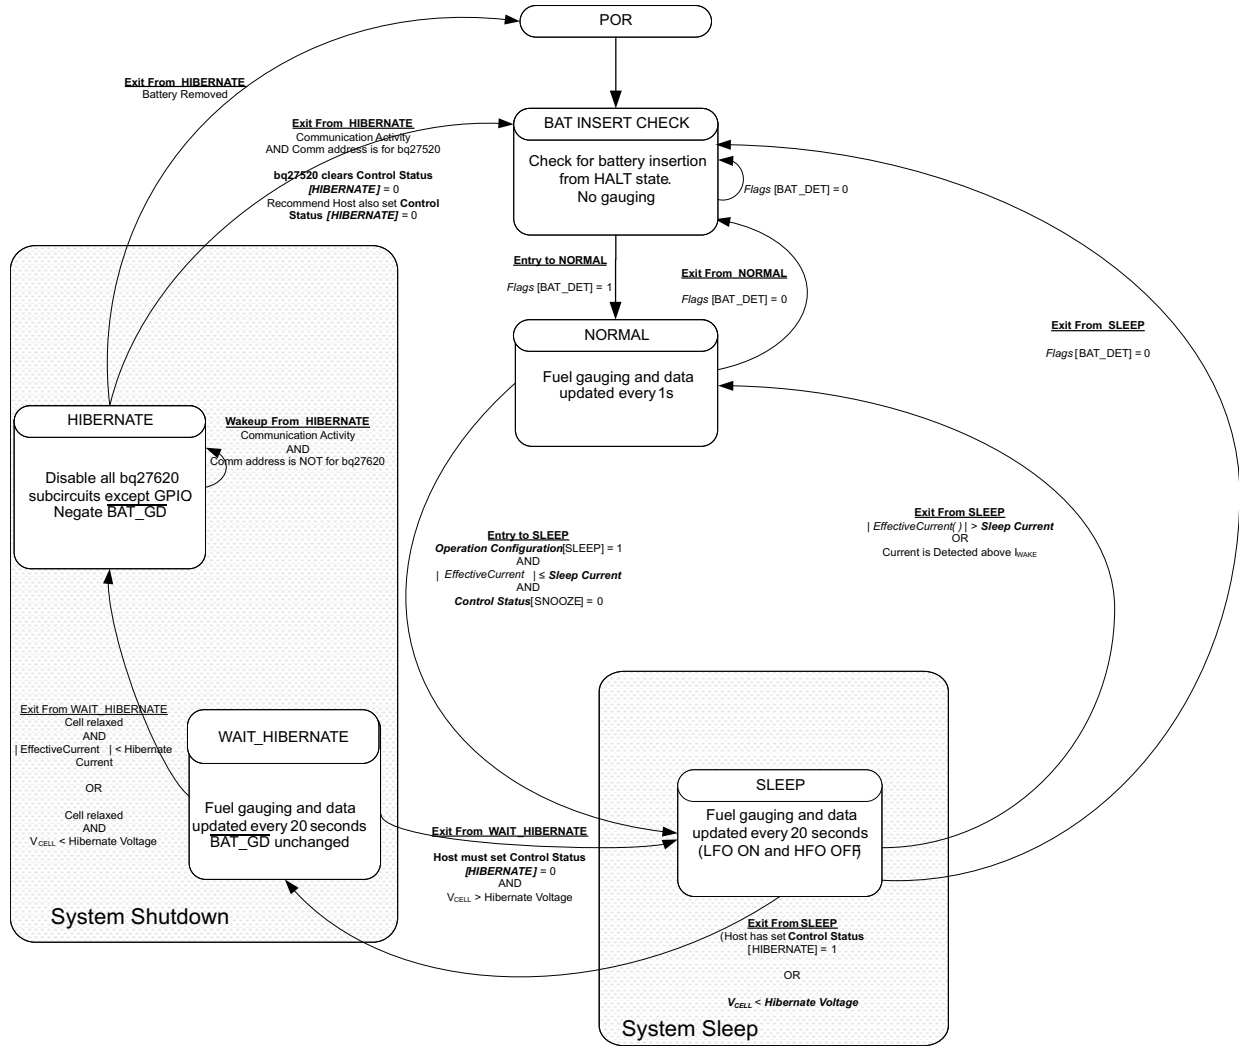 POR
Exit From HIBERNATE
Battery Removed
Exit From HIBERNATE
Communication Activity
AND Comm address is for bq27520
bq27520 clears Control Status
[HIBERNATE] = 0
Recommend Host also set Control
Status [HIBERNATE] = 0
BAT INSERT CHECK
Check for battery insertion
from HALT state.
No gauging
Flags [BAT_DET] = 0
Entry to NORMAL
Flags [BAT_DET] = 1
Exit From NORMAL
Flags [BAT_DET] = 0
Exit From SLEEP
Flags [BAT_DET] = 0
NORMAL
Fuel gauging and data
updated every 1s
HIBERNATE
Disable all bq27620
subcircuits except GPIO
Negate BAT_GD
Wakeup From HIBERNATE
Communication Activity
AND
Comm address is NOT for bq27620
Entry to SLEEP
Operation Configuration[SLEEP] = 1
AND
| EffectiveCurrent | ≤ Sleep Current
AND
Control Status[SNOOZE] = 0
Exit From SLEEP
| EffectiveCurrent( ) | > Sleep Current
OR
Current is Detected above IWAKE
Exit From WAIT_HIBERNATE
Cell relaxed
AND
| EffectiveCurrent | < Hibernate
Current
OR
Cell relaxed
AND
VCELL < Hibernate Voltage
WAIT_HIBERNATE
Fuel gauging and data
updated every 20 seconds
BAT_GD unchanged
System Shutdown
Exit From WAIT_HIBERNATE
Host must set Control Status
[HIBERNATE] = 0
AND
VCELL > Hibernate Voltage
SLEEP
Fuel gauging and data
updated every 20 seconds
(LFO ON and HFO OFF)
Exit From SLEEP
(Host has set Control Status
[HIBERNATE] = 1
OR
VCELL < Hibernate Voltage
System Sleep